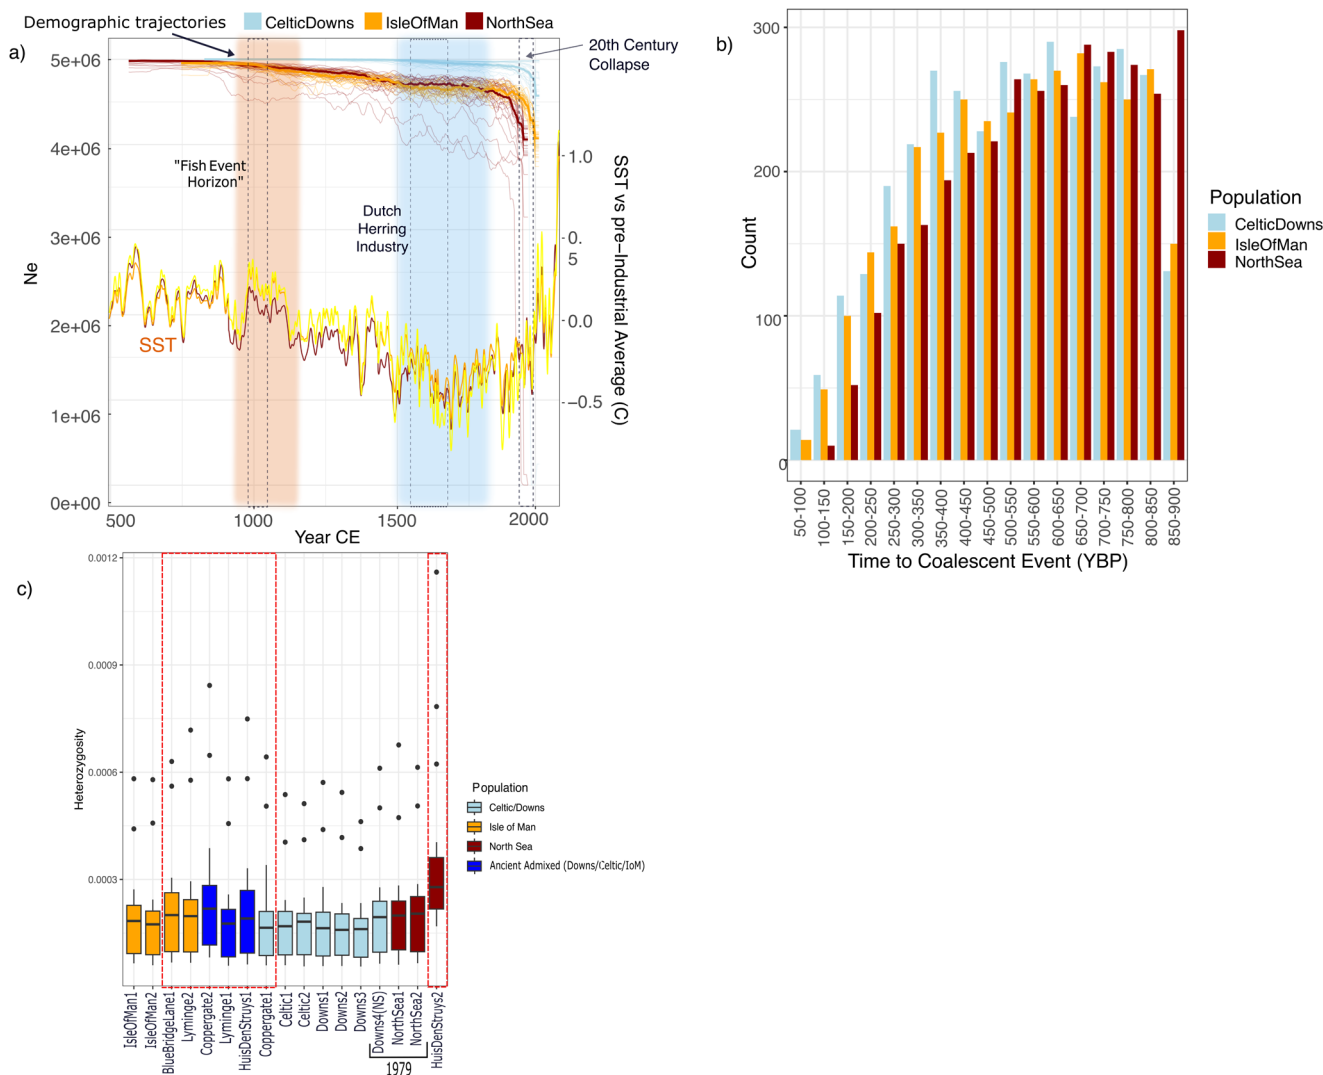 Demographic trajectories
CelticDowns IsleOfMan NorthSea
a)
5e+06
4e+06
3e+06
2e+06
1e+06
0e+00
Ne
20th Century
Collapse
"Fish Event
Horizon"
Dutch
Herring
Industry
SST
1.0
0.
5
0.0
−0.5
SST vs pre−Industrial Average (C)
500 1000 1500 2000
Year CE
b)
300
200
100
0
Count
50-100
100-150
150-200
200-250
250-300
300-350
350-400
400-450
450-500
500-550
550-600
600-650
650-700
700-750
750-800
800-850
850-900
Time to Coalescent Event (YBP)
Population
CelticDowns
IsleOfMan
NorthSea
c)
0.0012
0.0009
0.0006
0.0003
Heterozygosity
IsleOfMan1
IsleOfMan2
BlueBridgeLane1
Lyminge2
Coppergate2
Lyminge1
HuisDenStruys1
Coppergate1
Celtic1
Celtic2
Downs1
Downs2
Downs3
Downs4(NS)
NorthSea1
NorthSea2
HuisDenStruys2
1979
Population
Celtic/Downs
Isle of Man
North Sea
Ancient Admixed (Downs/Celtic/IoM)